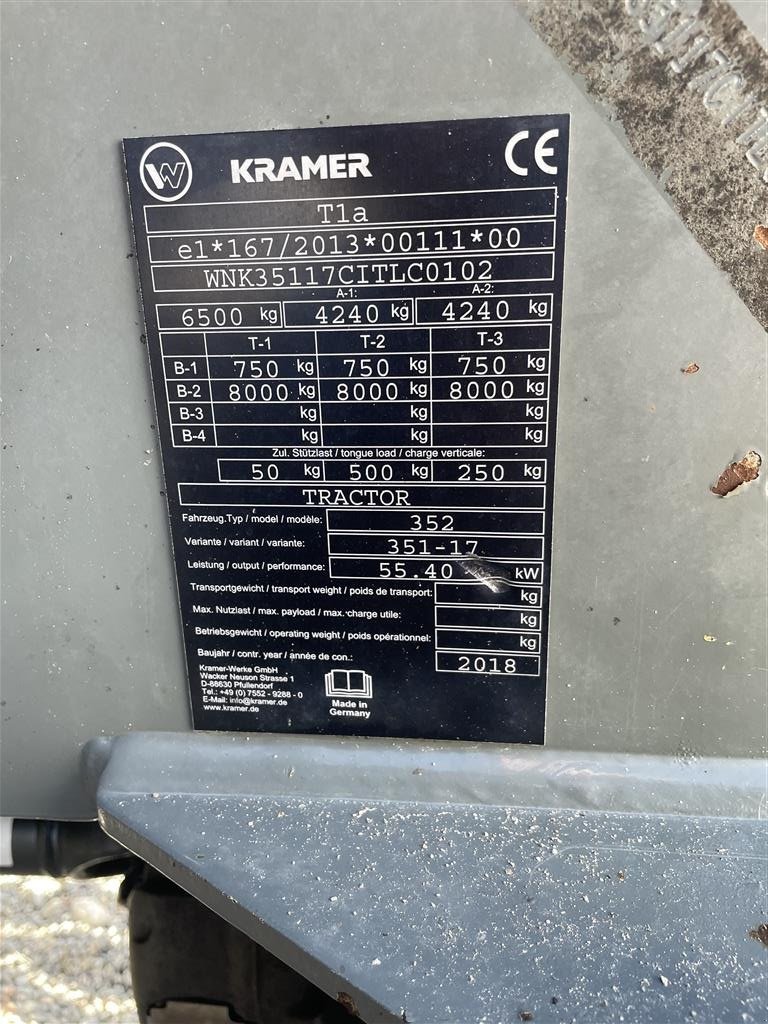 W KRAMER CE
T1a
e1*167/2013*00111*00
WNK35117CITLC0102
A-1: A-2:
6500 kg 4240 kg 4240 kg
T-1 T-2 T-3
B-1 750 kg 750 kg 750 kg
B-2 8000 kg 8000 kg 8000 kg
B-3 kg kg kg
B-4 kg kg kg
Zul. Stützlast / tongue load / charge verticale:
50 kg 500 kg 250 kg
TRACTOR
Fahrzeug.Typ / model / modèle: 352
Variante / variant / variante: 351-17
Leistung / output / performance: 55.40 kW
Transportgewicht / transport weight / poids de transport: kg
Max. Nutzlast / max. payload / max. charge utile: kg
Betriebsgewicht / operating weight / poids opérationnel: kg
Baujahr / contr. year / année de con.: 2018
Kramer-Werke GmbH
Wacker Neuson Strasse 1
D-88630 Pfullendorf
Tel.: +49 (0) 7552 - 9288 - 0
E-Mail: info@kramer.de
www.kramer.de
Made in
Germany